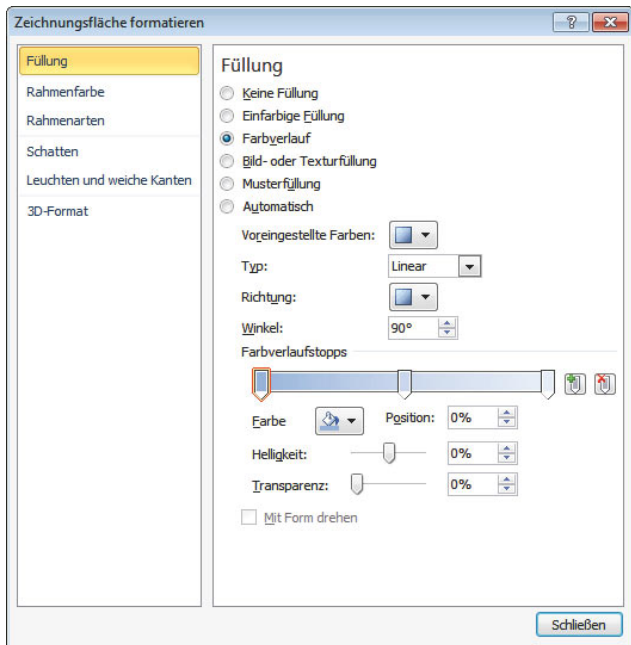 Zeichnungsfläche formatieren
Füllung
Rahmenfarbe
Rahmenarten
Schatten
Leuchten und weiche Kanten
3D-Format
Füllung
Keine Füllung
Einfarbige Füllung
Farbverlauf
Bild- oder Texturfüllung
Musterfüllung
Automatisch
Voreingestellte Farben:
Typ: Linear
Richtung:
Winkel: 90°
Farbverlaufstopps
Farbe Position: 0%
Helligkeit: 0%
Transparenz: 0%
Mit Form drehen
Schließen